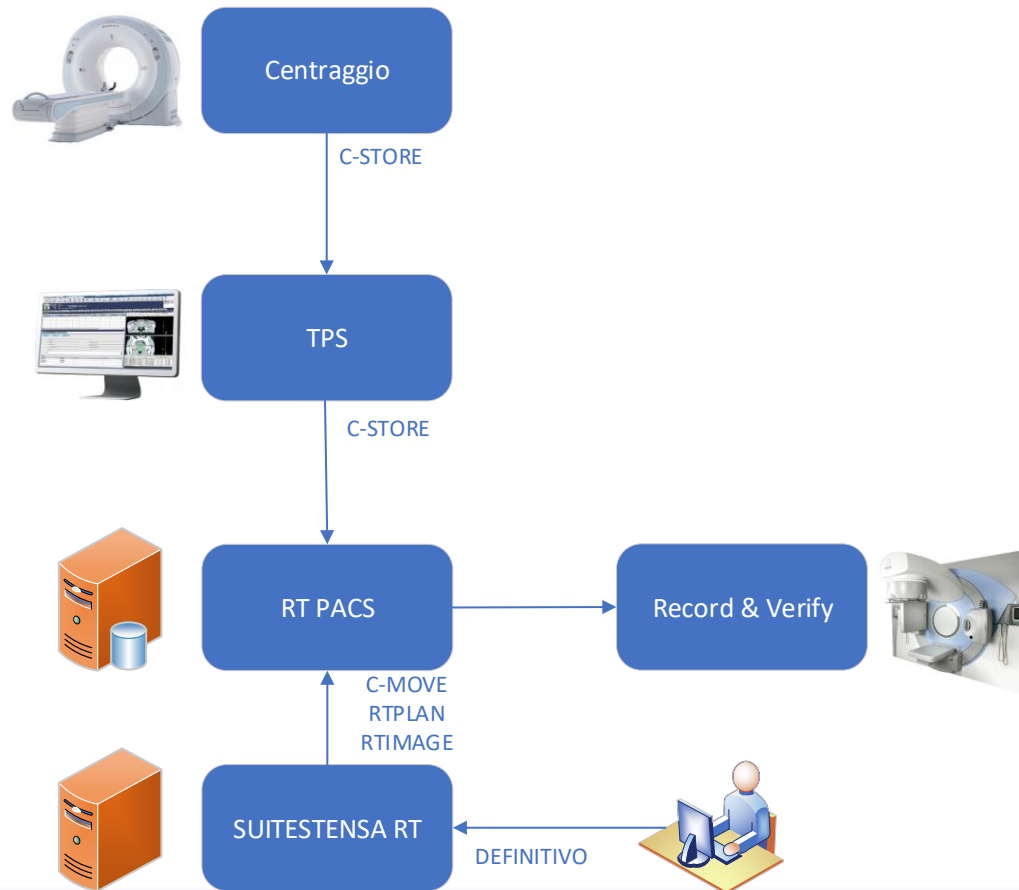 Centraggio
C-STORE
TPS
C-STORE
RT PACS
Record & Verify
C-MOVE
RTPLAN
RTIMAGE
SUITESTENSA RT
DEFINITIVO